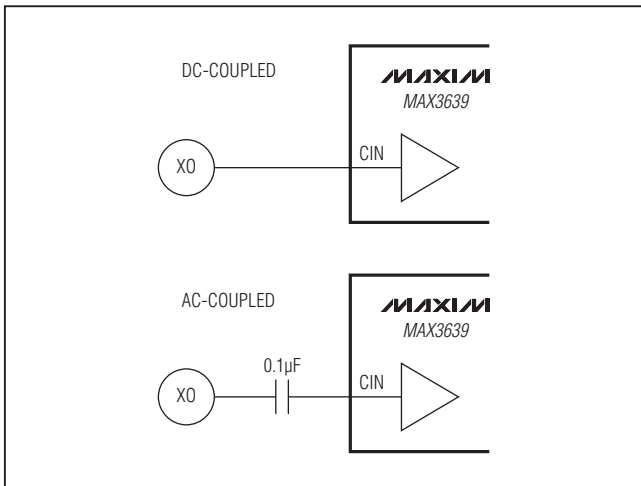 DC-COUPLED
MAXIM
MAX3639
XO
CIN
AC-COUPLED
MAXIM
MAX3639
0.1µF
XO
CIN